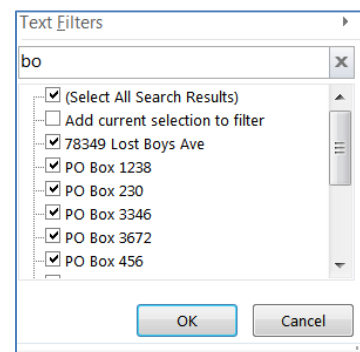 Text Filters
bo
(Select All Search Results)
Add current selection to filter
78349 Lost Boys Ave
PO Box 1238
PO Box 230
PO Box 3346
PO Box 3672
PO Box 456
OK Cancel